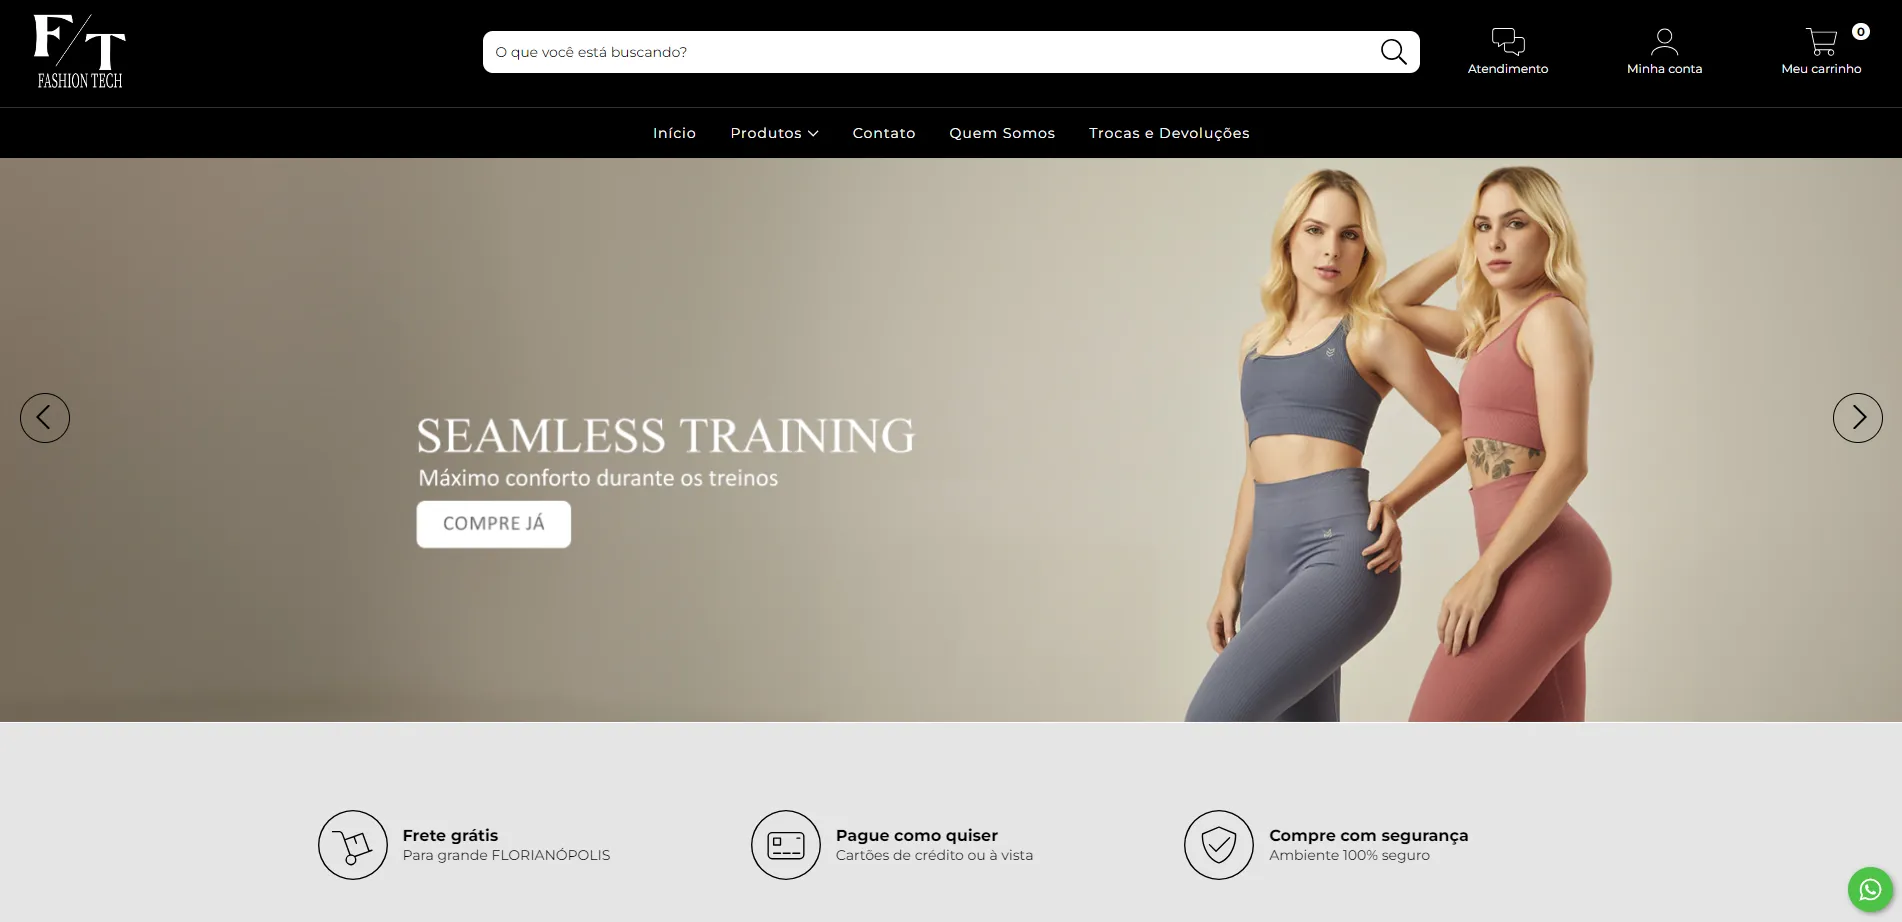 F/T
FASHION TECH
O que você está buscando?
Atendimento
Minha conta
0
Meu carrinho
Início
Produtos
Contato
Quem Somos
Trocas e Devoluções
SEAMLESS TRAINING
Máximo conforto durante os treinos
COMPRE JÁ
Frete grátis
Para grande FLORIANÓPOLIS
Pague como quiser
Cartões de crédito ou à vista
Compre com segurança
Ambiente 100% seguro